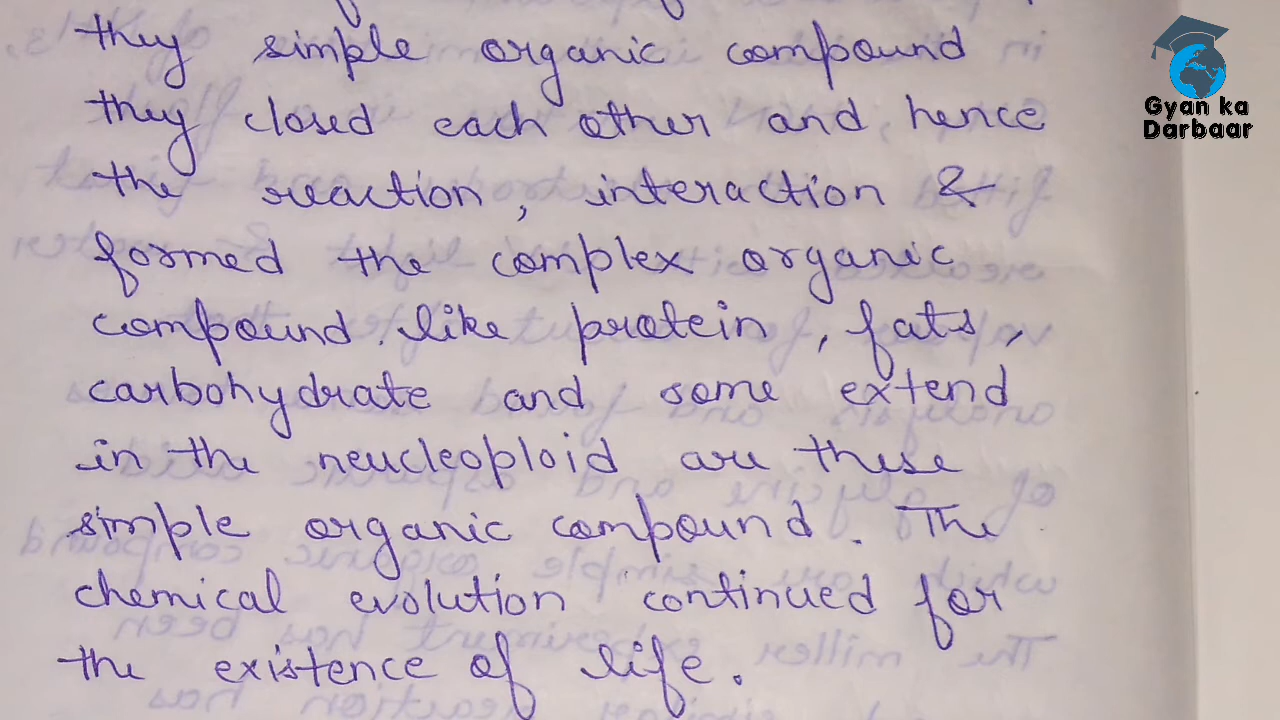 they simple organic compound
they closed each other and hence
the reaction, interaction &
formed the complex organic
compound. like protein, fats,
carbohydrate and some extend
in the neucleoploid are these
simple organic compound. The
chemical evolution continued for
the existence of life.
Gyan ka
Darbaar